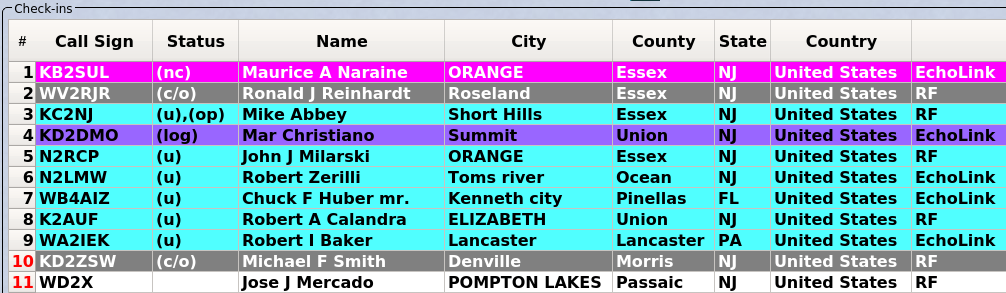 Check-ins
# Call Sign Status Name City County State Country
1 KB2SUL (nc) Maurice A Naraine ORANGE Essex NJ United States EchoLink
2 WV2RJR (c/o) Ronald J Reinhardt Roseland Essex NJ United States RF
3 KC2NJ (u),(op) Mike Abbey Short Hills Essex NJ United States RF
4 KD2DMO (log) Mar Christiano Summit Union NJ United States EchoLink
5 N2RCP (u) John J Milarski ORANGE Essex NJ United States RF
6 N2LMW (u) Robert Zerilli Toms river Ocean NJ United States EchoLink
7 WB4AIZ (u) Chuck F Huber mr. Kenneth city Pinellas FL United States EchoLink
8 K2AUF (u) Robert A Calandra ELIZABETH Union NJ United States RF
9 WA2IEK (u) Robert I Baker Lancaster Lancaster PA United States EchoLink
10 KD2ZSW (c/o) Michael F Smith Denville Morris NJ United States RF
11 WD2X Jose J Mercado POMPTON LAKES Passaic NJ United States RF